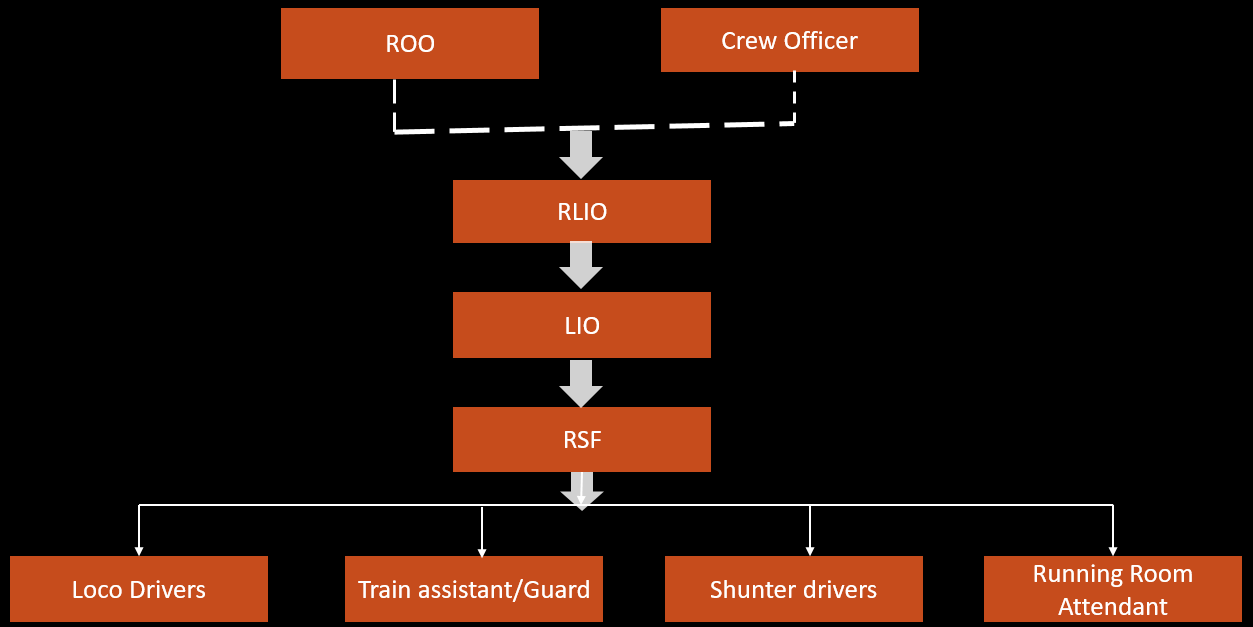 ROO
Crew Officer
RLIO
LIO
RSF
Loco Drivers
Train assistant/Guard
Shunter drivers
Running Room
Attendant